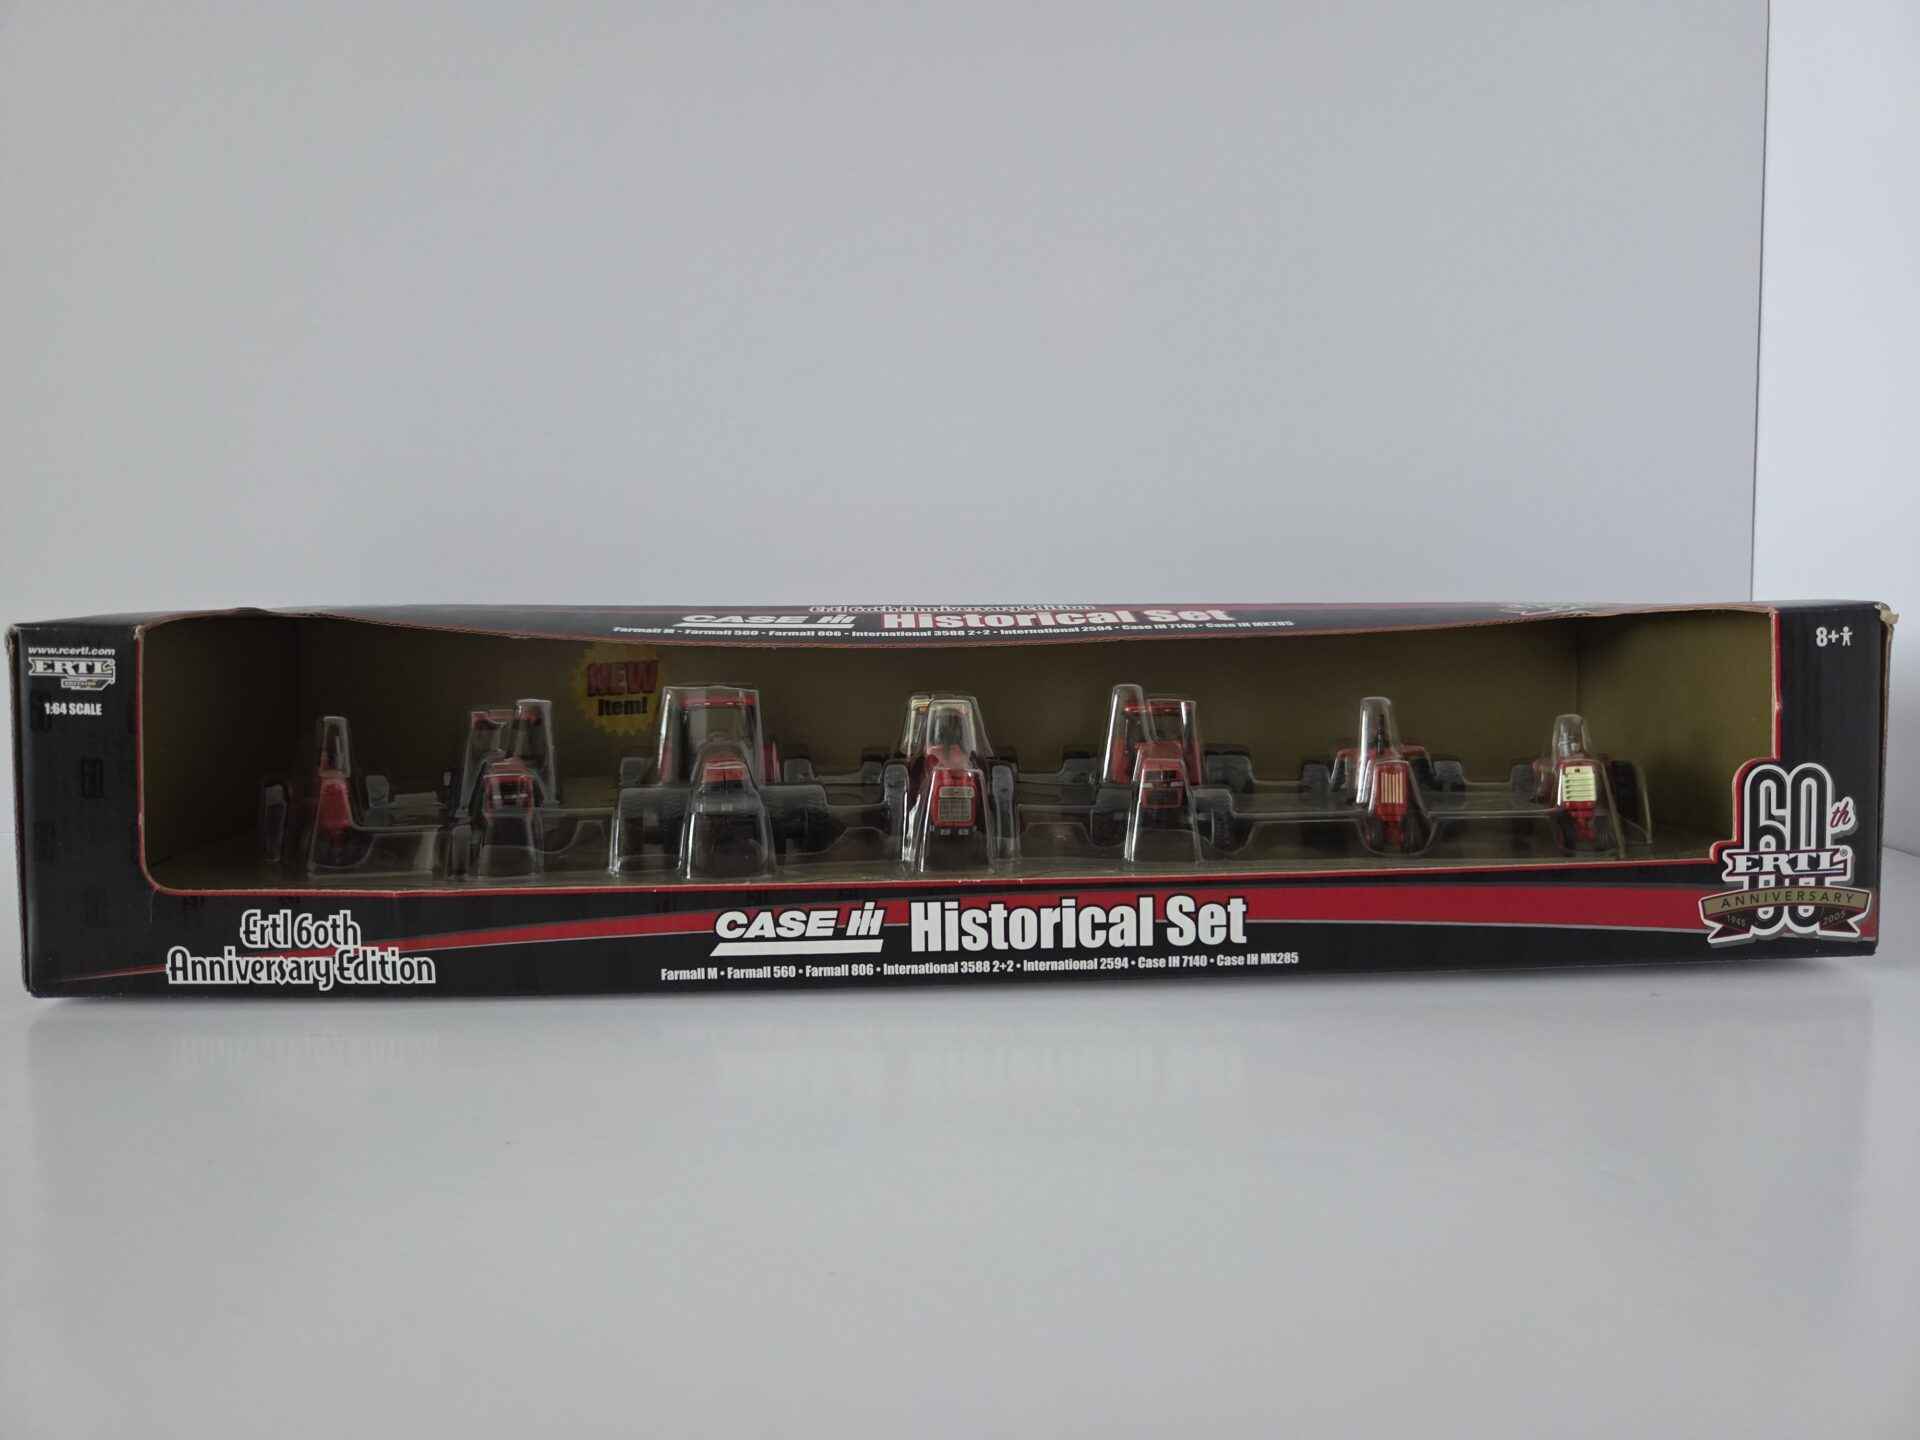 Ertl 60th Anniversary Edition
CASE IH Historical Set
Farmall M • Farmall 560 • Farmall 806 • International 3588 2+2 • International 2594 • Case IH 7140 • Case IH MX285
www.rcertl.com
ERTL
1:64 SCALE
8+
NEW
Item!
60th
ERTL®
ANNIVERSARY
1945 2005
Ertl 60th
Anniversary Edition
CASE IH Historical Set
Farmall M • Farmall 560 • Farmall 806 • International 3588 2+2 • International 2594 • Case IH 7140 • Case IH MX285